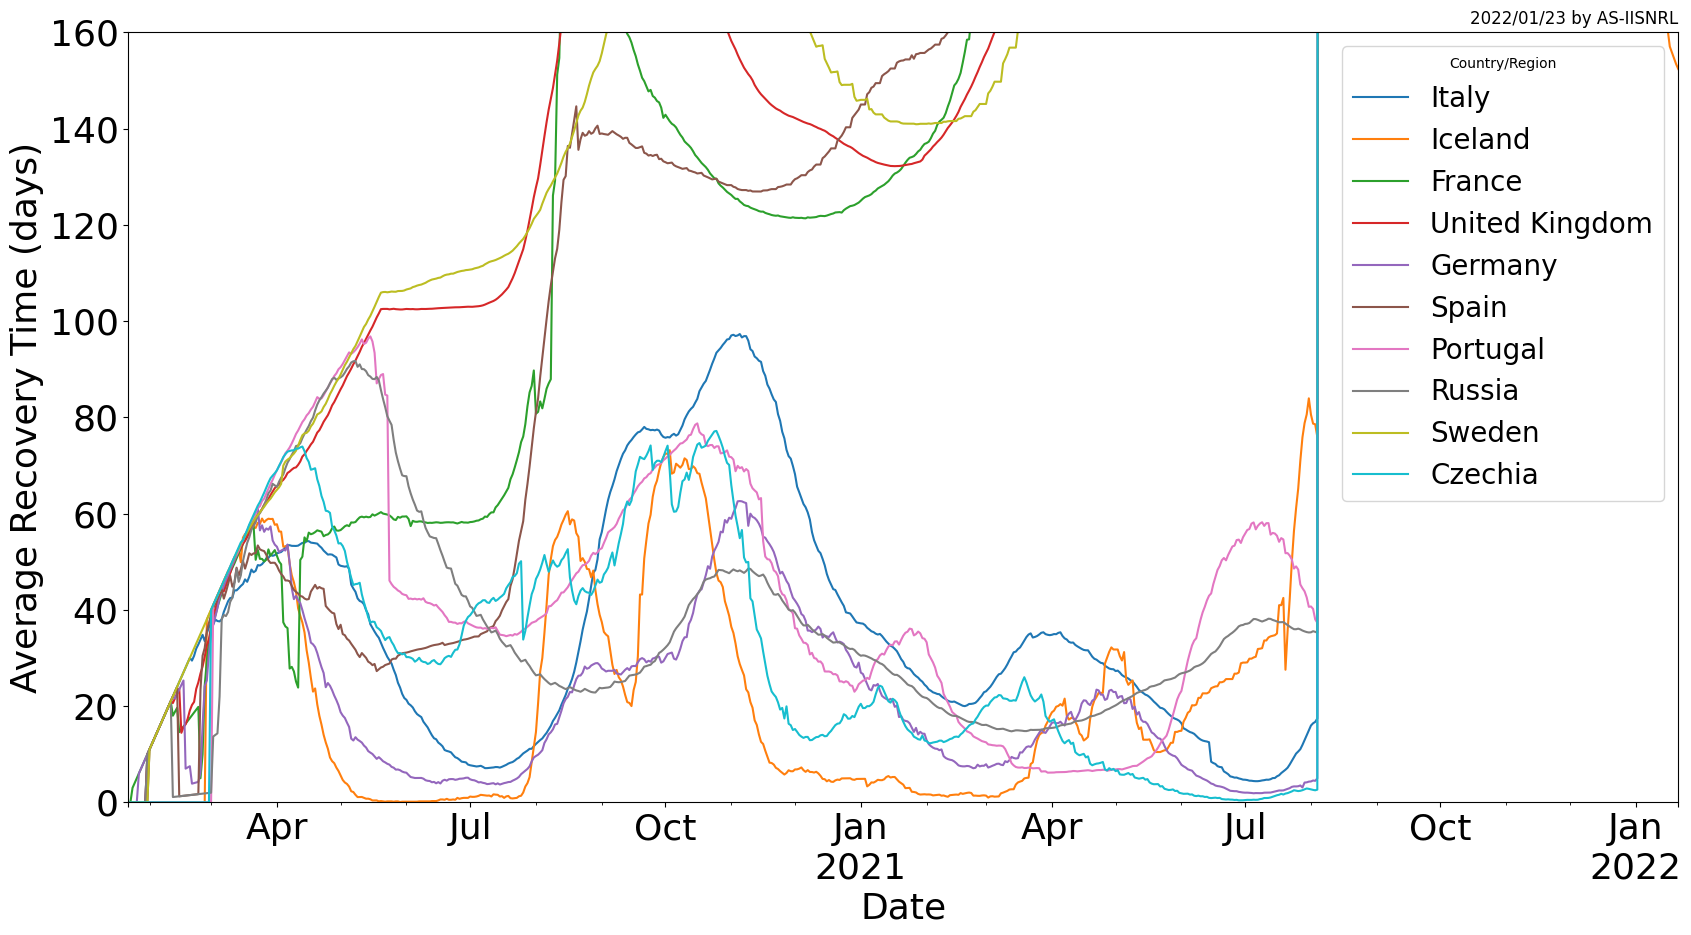 2022/01/23 by AS-IISNRL
160
140
120
100
80
60
40
20
0
Average Recovery Time (days)
Country/Region
Italy
Iceland
France
United Kingdom
Germany
Spain
Portugal
Russia
Sweden
Czechia
Apr Jul Oct Jan Apr Jul Oct Jan
2021 2022
Date